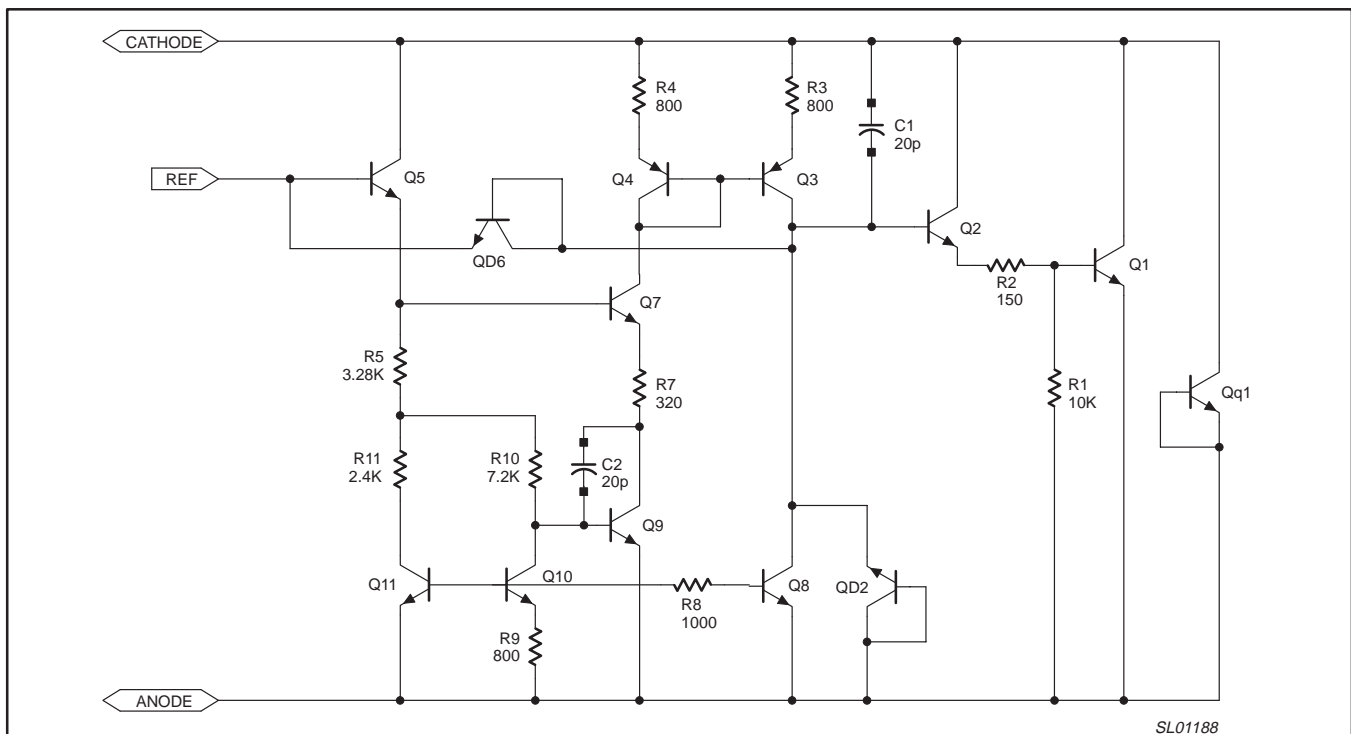 CATHODE
R4
800
R3
800
C1
20p
REF
Q5
Q4
Q3
Q2
QD6
Q1
R2
150
Q7
R5
3.28K
R7
320
R1
10K
Qq1
R11
2.4K
R10
7.2K
C2
20p
Q9
Q11
Q10
Q8
QD2
R8
1000
R9
800
ANODE
SL01188